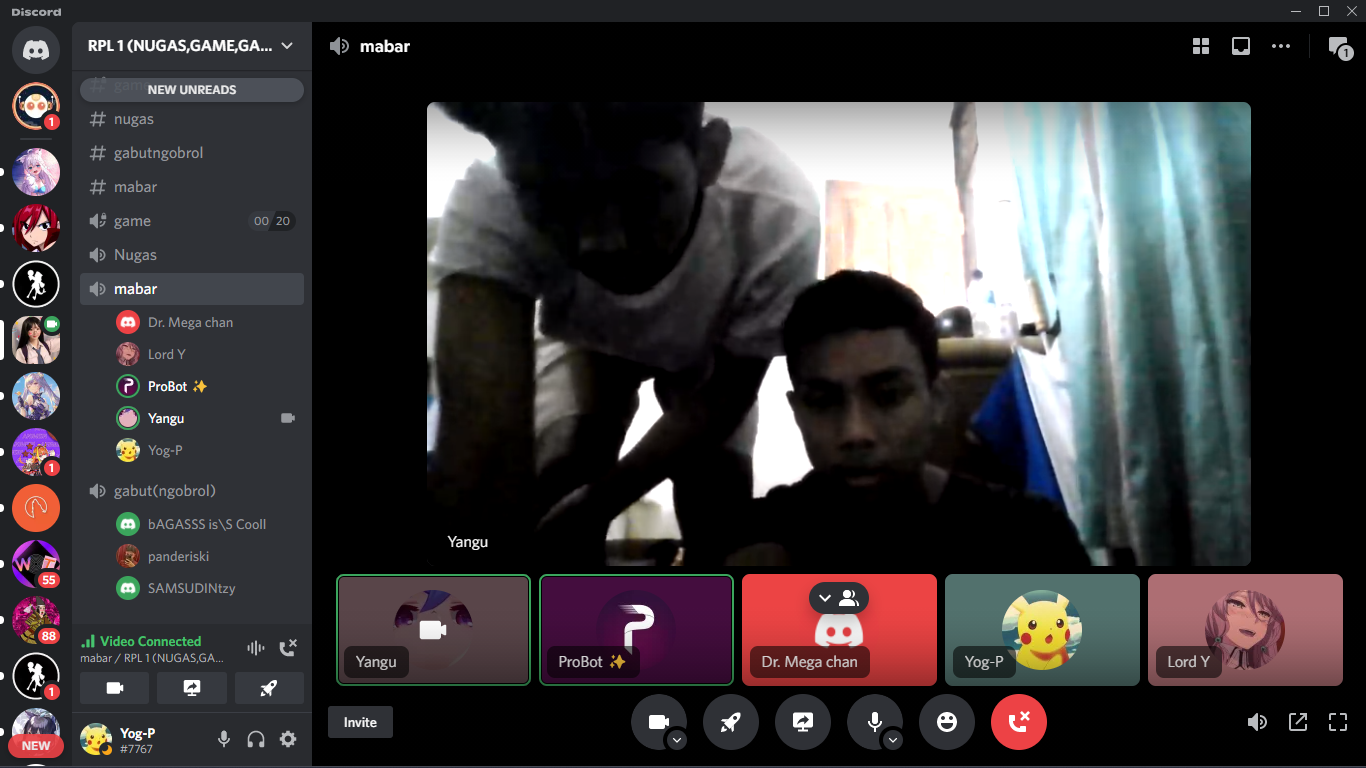 Discord
RPL 1 (NUGAS,GAME,GA...
mabar
1
NEW UNREADS
1
nugas
gabutngobrol
mabar
game 00 20
Nugas
mabar
Dr. Mega chan
Lord Y
ProBot ✨
Yangu
Yog-P
1
gabut(ngobrol)
bAGASSS is\S Cooll
panderiski
55
SAMSUDINtzy
88
Video Connected
mabar / RPL 1 (NUGAS,GA...
1
Yog-P
#7767
NEW
Yangu
Yangu
ProBot ✨
Dr. Mega chan
Yog-P
Lord Y
Invite